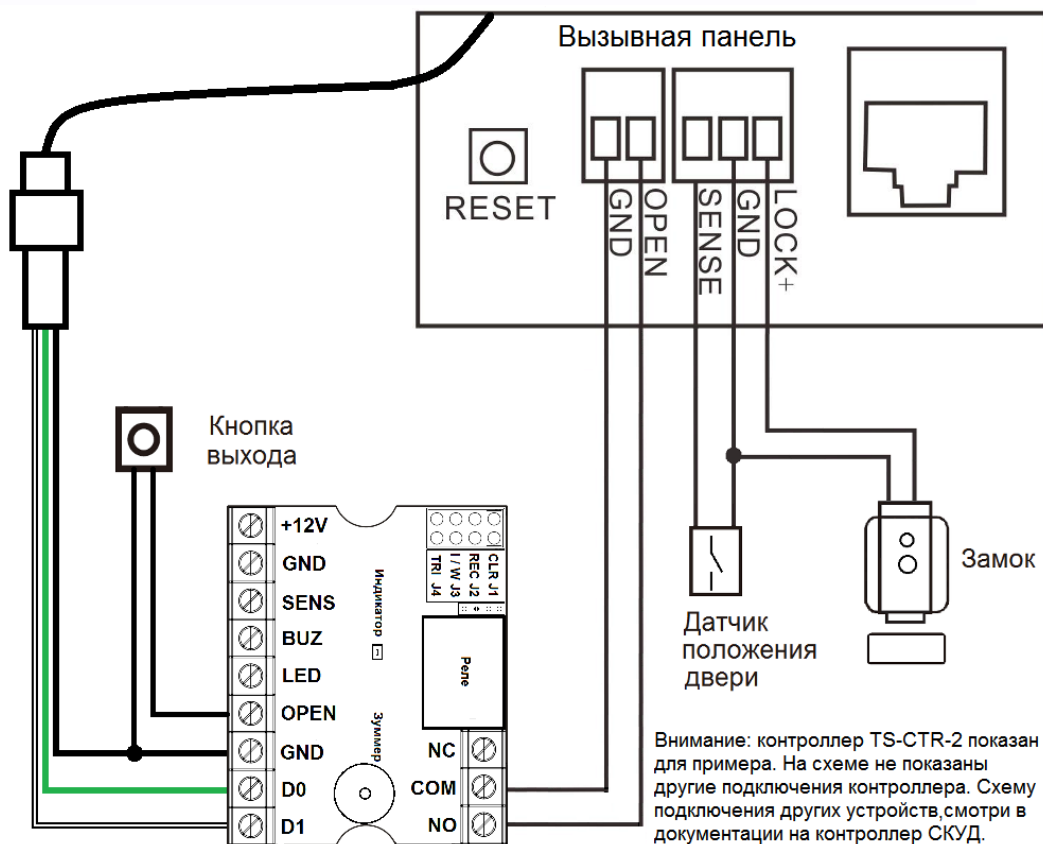 Вызывная панель
RESET
GND
OPEN
SENSE
GND
LOCK+
Кнопка
выхода
+12V
GND
SENS
BUZ
LED
OPEN
GND
D0
D1
CLR J1
REC J2
I / W J3
TRI J4
Индикатор
Реле
Зуммер
NC
COM
NO
Датчик
положения
двери
Замок
Внимание: контроллер TS-CTR-2 показан
для примера. На схеме не показаны
другие подключения контроллера. Схему
подключения других устройств,смотри в
документации на контроллер СКУД.